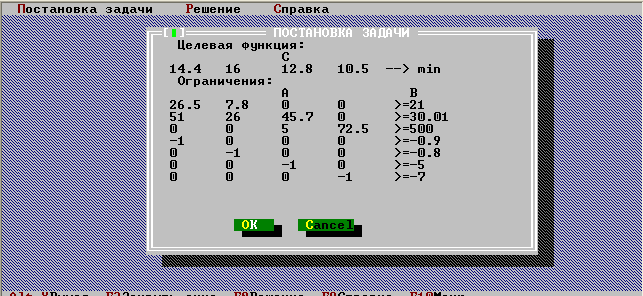 Постановка задачи Решение Справка
[ ] ПОСТАНОВКА ЗАДАЧИ
Целевая функция:
C
14.4 16 12.8 10.5 --> min
Ограничения:
A B
26.5 7.8 0 0 >=21
51 26 45.7 0 >=30.01
0 0 5 72.5 >=500
-1 0 0 0 >=-0.9
0 -1 0 0 >=-0.8
0 0 -1 0 >=-5
0 0 0 -1 >=-7
OK Cancel